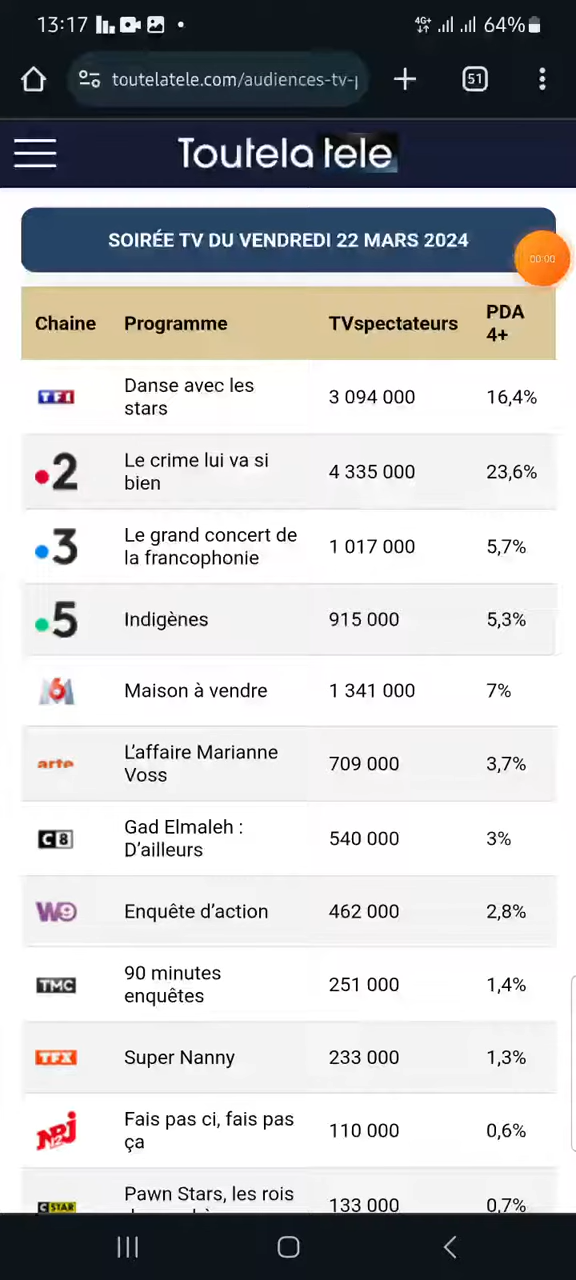 13:17
4G+
64%
toutelatele.com/audiences-tv-p
51
Toutelatele
SOIRÉE TV DU VENDREDI 22 MARS 2024
00:00
Chaine Programme TVspectateurs PDA
4+
TF1 Danse avec les
stars 3 094 000 16,4%
2 Le crime lui va si
bien 4 335 000 23,6%
3 Le grand concert de
la francophonie 1 017 000 5,7%
5 Indigènes 915 000 5,3%
M6 Maison à vendre 1 341 000 7%
arte L’affaire Marianne
Voss 709 000 3,7%
C8 Gad Elmaleh :
D’ailleurs 540 000 3%
W9 Enquête d’action 462 000 2,8%
TMC 90 minutes
enquêtes 251 000 1,4%
TFX Super Nanny 233 000 1,3%
NRJ12 Fais pas ci, fais pas
ça 110 000 0,6%
CSTAR Pawn Stars, les rois 133 000 0,7%